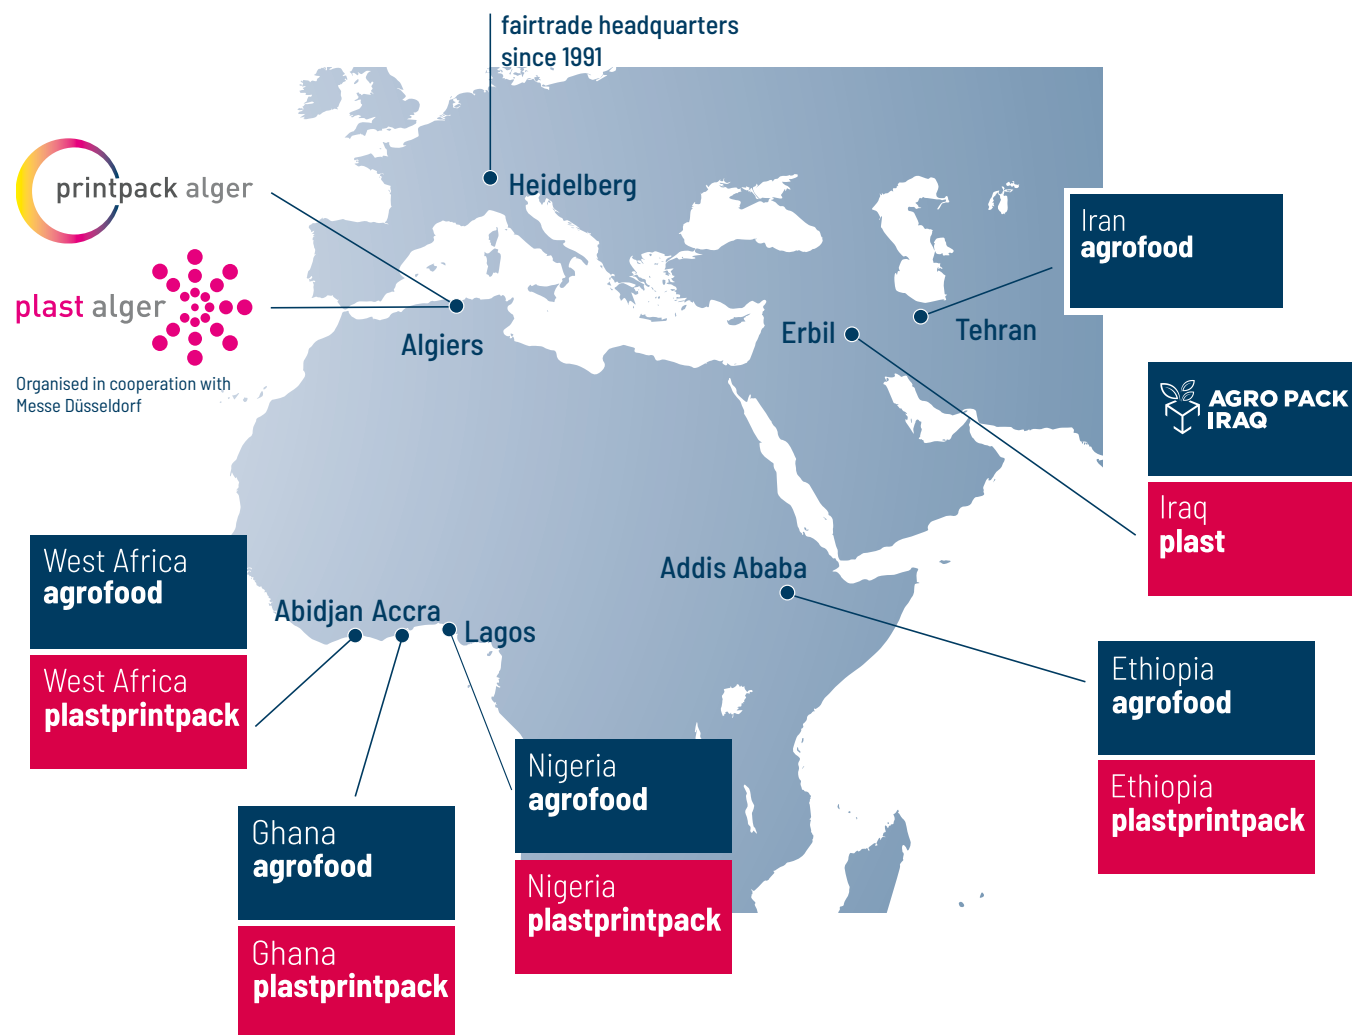 fairtrade headquarters
since 1991
Heidelberg
printpack alger
plast alger
Organised in cooperation with
Messe Düsseldorf
Algiers
Erbil
Tehran
Iran
agrofood
AGRO PACK
IRAQ
Iraq
plast
Addis Ababa
Ethiopia
agrofood
Ethiopia
plastprintpack
West Africa
agrofood
West Africa
plastprintpack
Abidjan
Accra
Lagos
Ghana
agrofood
Ghana
plastprintpack
Nigeria
agrofood
Nigeria
plastprintpack